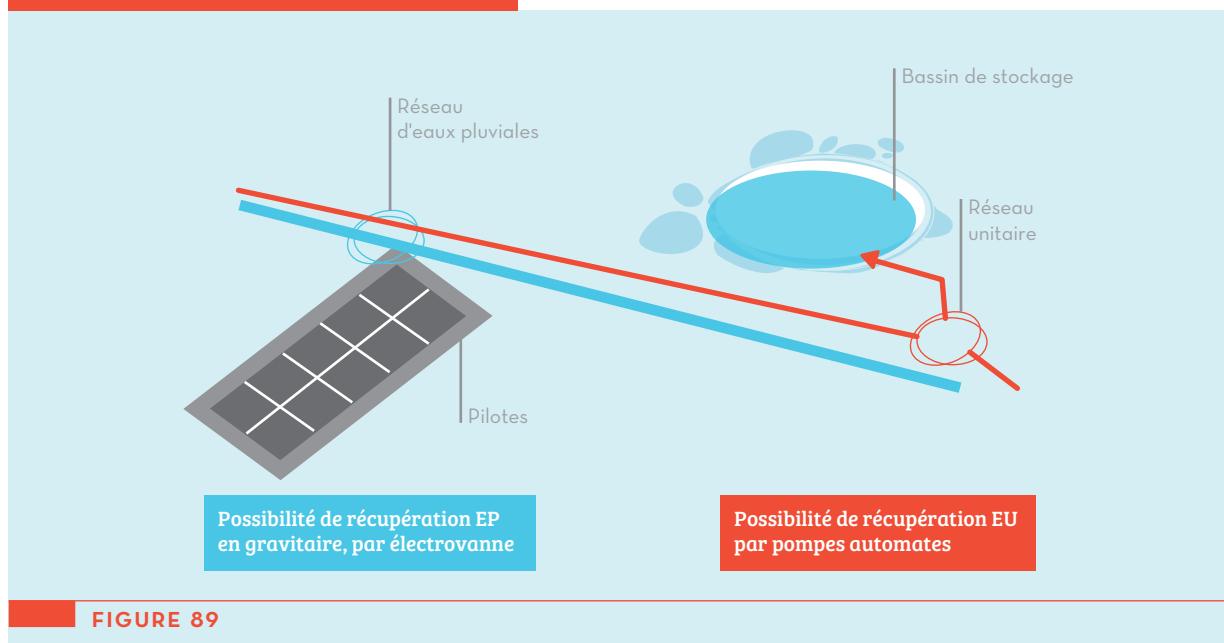 Bassin de stockage
Réseau
d'eaux pluviales
Réseau
unitaire
Pilotes
Possibilité de récupération EP
en gravitaire, par électrovanne
Possibilité de récupération EU
par pompes automates
FIGURE 89